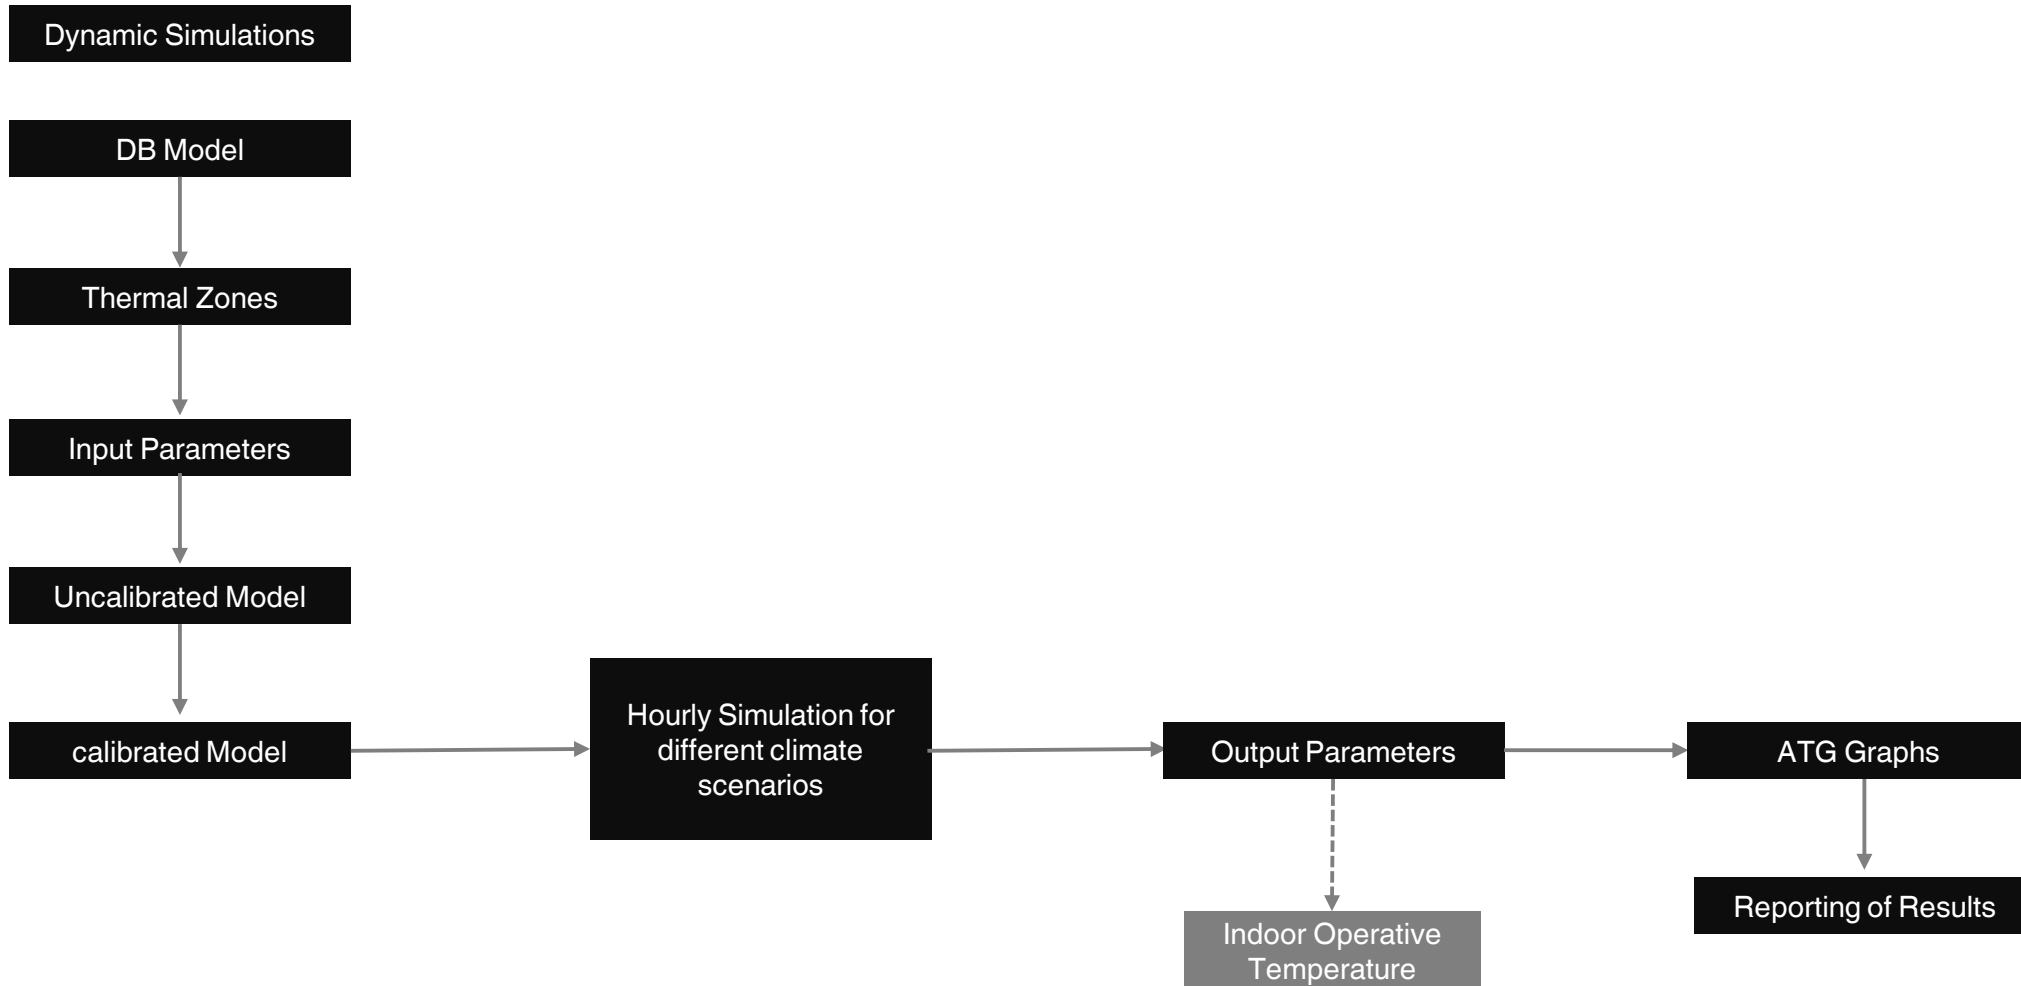 Dynamic Simulations
DB Model
Thermal Zones
Input Parameters
Uncalibrated Model
calibrated Model
Hourly Simulation for
different climate
scenarios
Output Parameters
ATG Graphs
Indoor Operative
Temperature
Reporting of Results